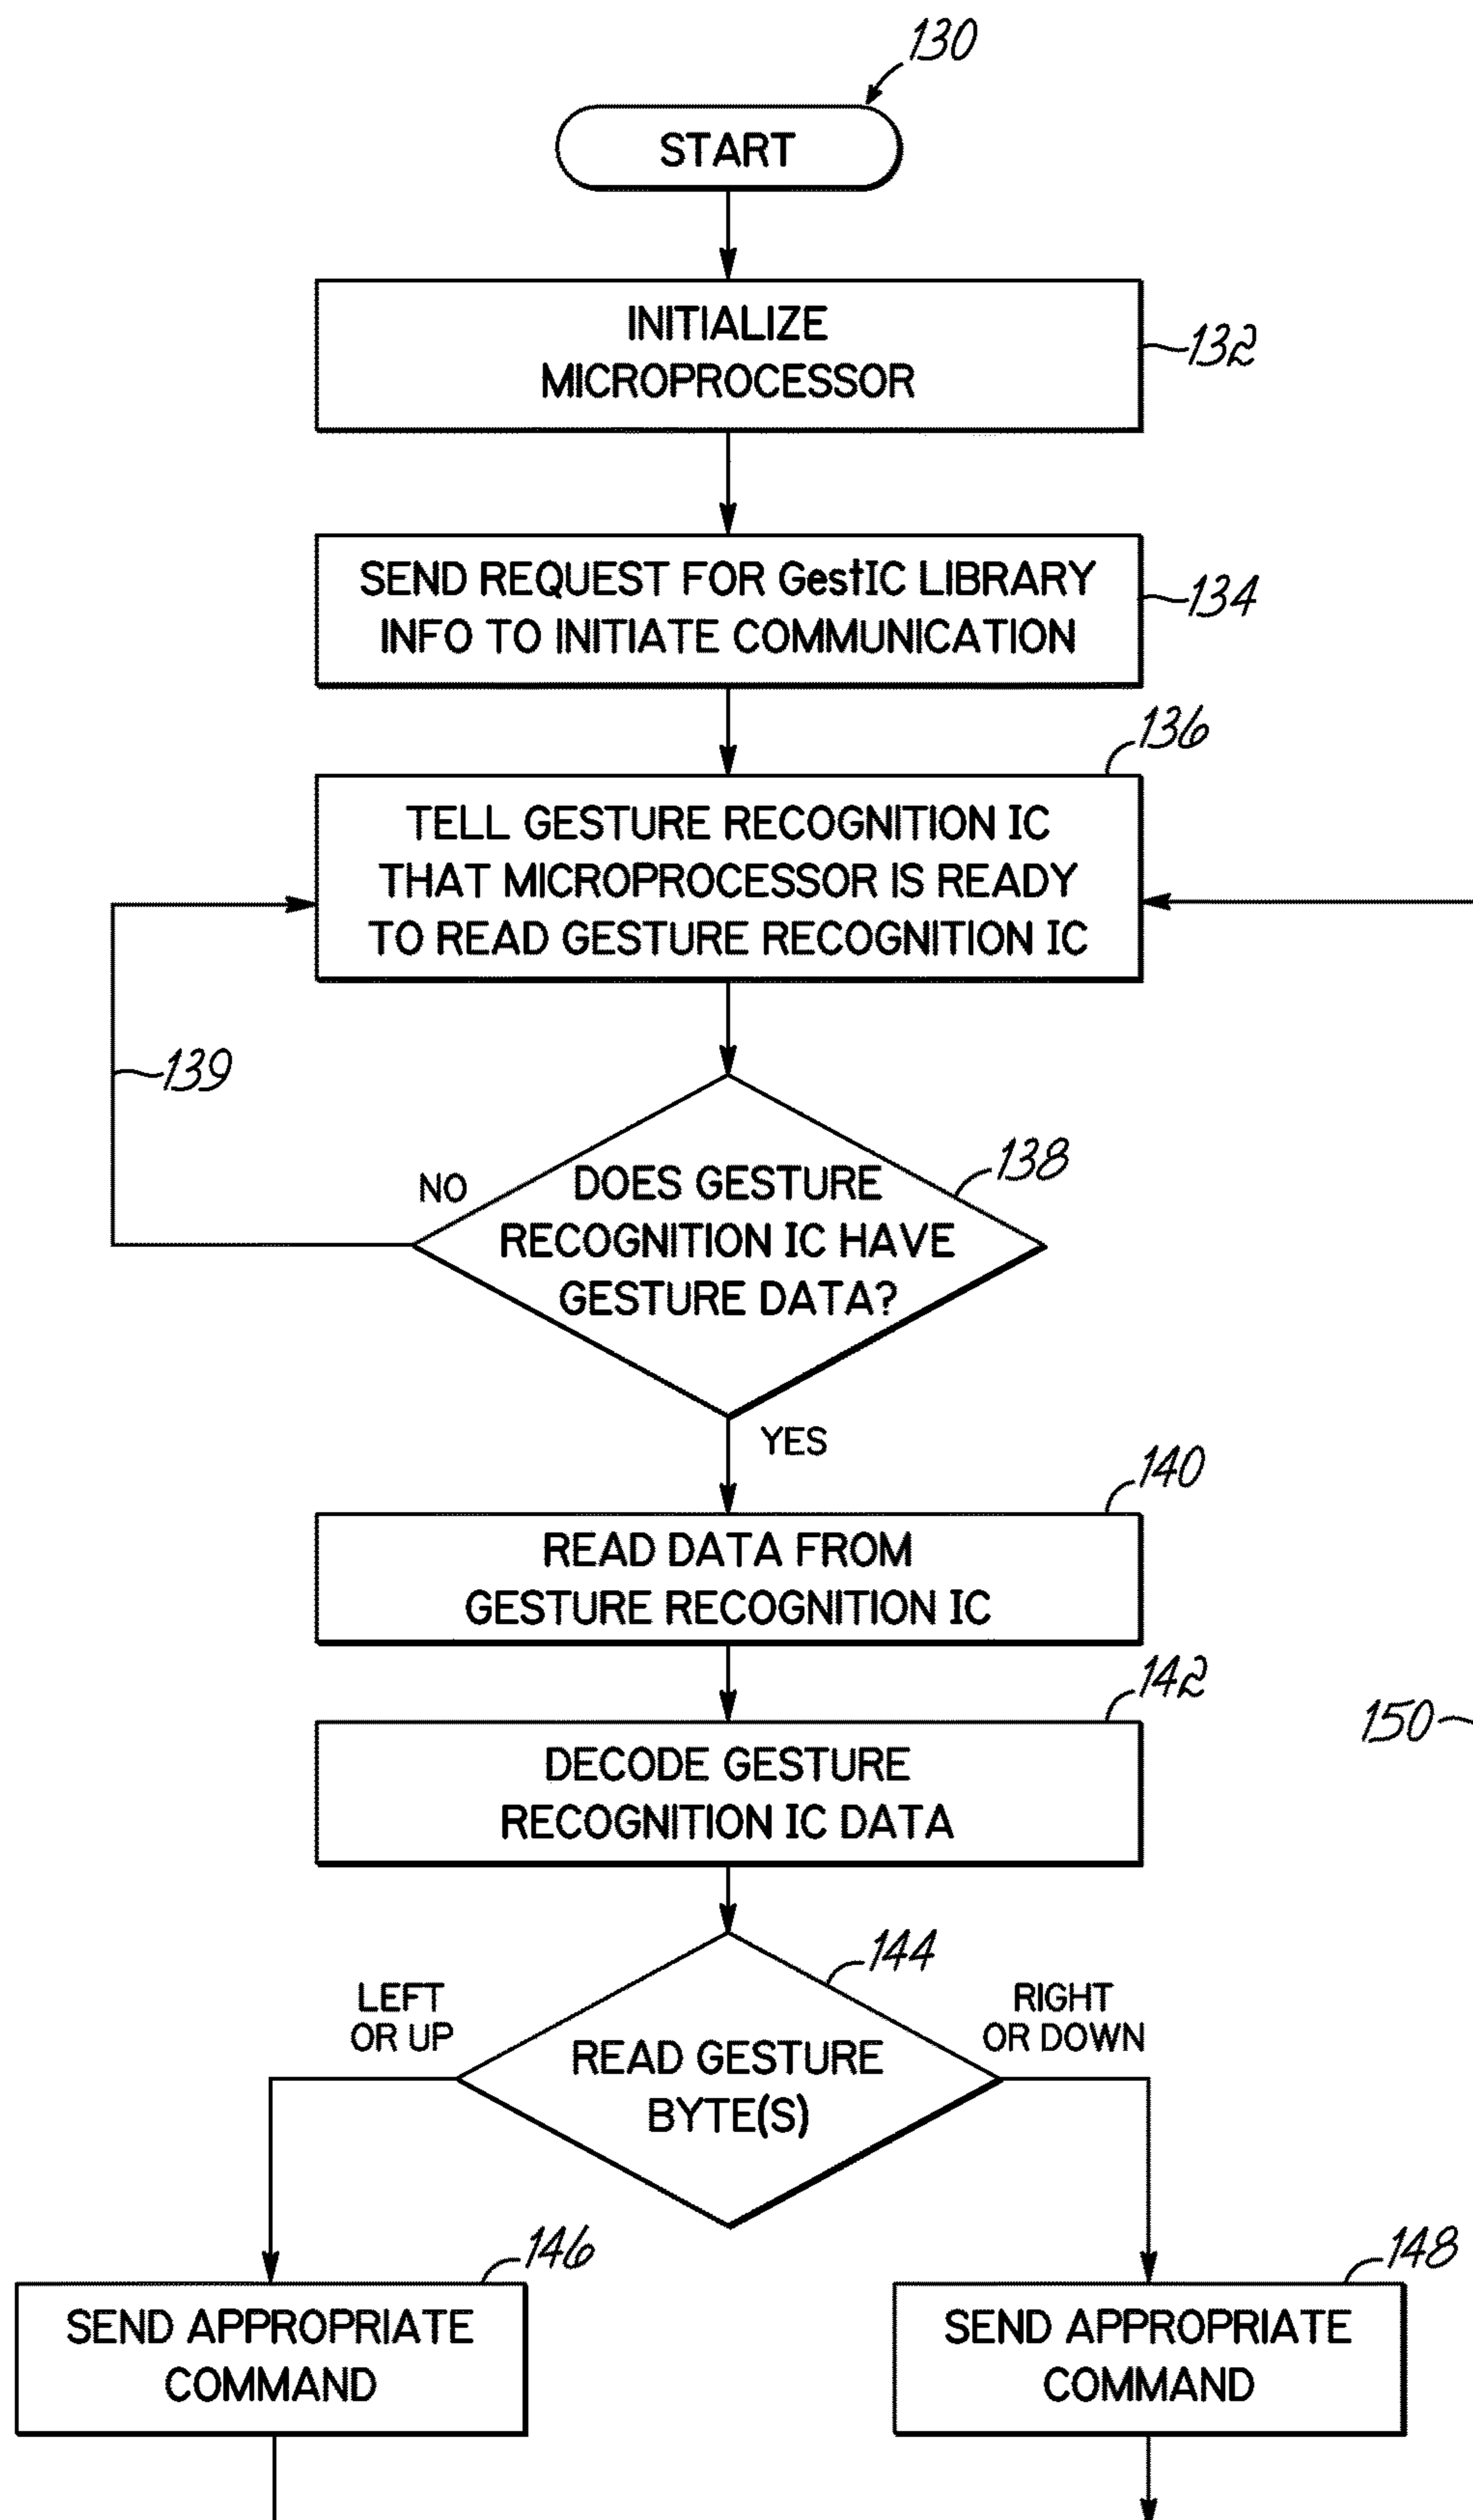 130
START
INITIALIZE
MICROPROCESSOR
132
SEND REQUEST FOR GestIC LIBRARY
INFO TO INITIATE COMMUNICATION
134
136
TELL GESTURE RECOGNITION IC
THAT MICROPROCESSOR IS READY
TO READ GESTURE RECOGNITION IC
139
138
NO
DOES GESTURE
RECOGNITION IC HAVE
GESTURE DATA?
YES
140
READ DATA FROM
GESTURE RECOGNITION IC
142
150
DECODE GESTURE
RECOGNITION IC DATA
144
LEFT
OR UP
RIGHT
OR DOWN
READ GESTURE
BYTE(S)
146
148
SEND APPROPRIATE
COMMAND
SEND APPROPRIATE
COMMAND